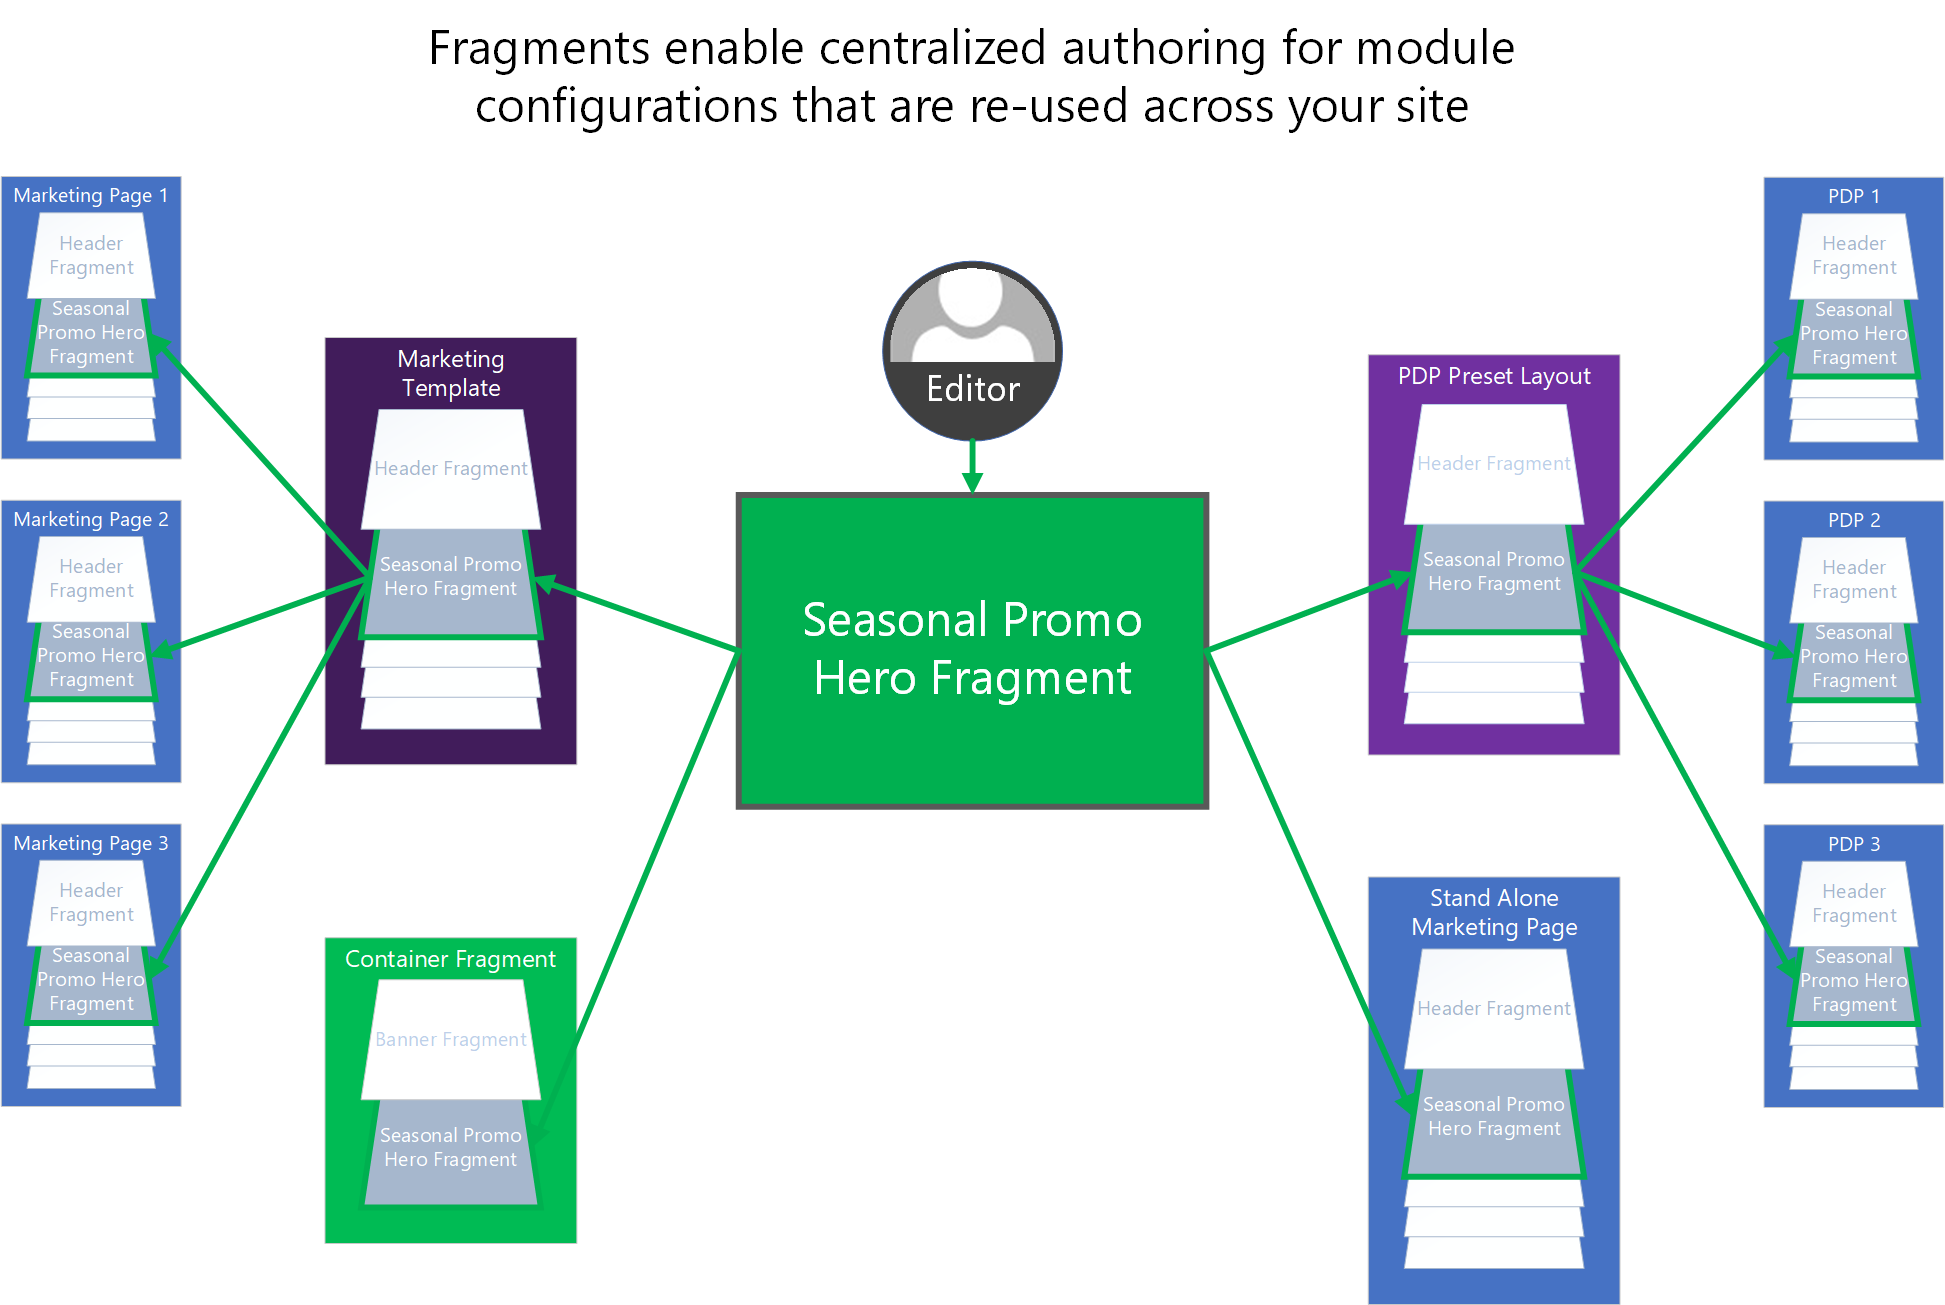 Fragments enable centralized authoring for module
configurations that are re-used across your site
Marketing Page 1
Header
Fragment
Seasonal
Promo Hero
Fragment
Marketing Page 2
Header
Fragment
Seasonal
Promo Hero
Fragment
Marketing Page 3
Header
Fragment
Seasonal
Promo Hero
Fragment
Marketing
Template
Header Fragment
Seasonal Promo
Hero Fragment
Container Fragment
Banner Fragment
Seasonal Promo
Hero Fragment
Editor
Seasonal Promo
Hero Fragment
PDP Preset Layout
Header Fragment
Seasonal Promo
Hero Fragment
Stand Alone
Marketing Page
Header Fragment
Seasonal Promo
Hero Fragment
PDP 1
Header
Fragment
Seasonal
Promo Hero
Fragment
PDP 2
Header
Fragment
Seasonal
Promo Hero
Fragment
PDP 3
Header
Fragment
Seasonal
Promo Hero
Fragment